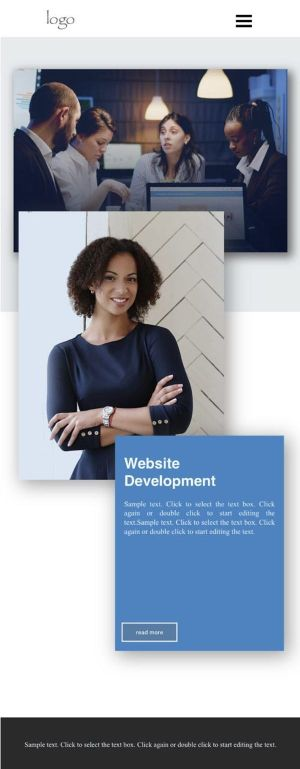 logo
Website
Development
Sample text. Click to select the text box. Click
again or double click to start editing the
text.Sample text. Click to select the text box. Click
again or double click to start editing the text.
read more
Sample text. Click to select the text box. Click again or double click to start editing the text.